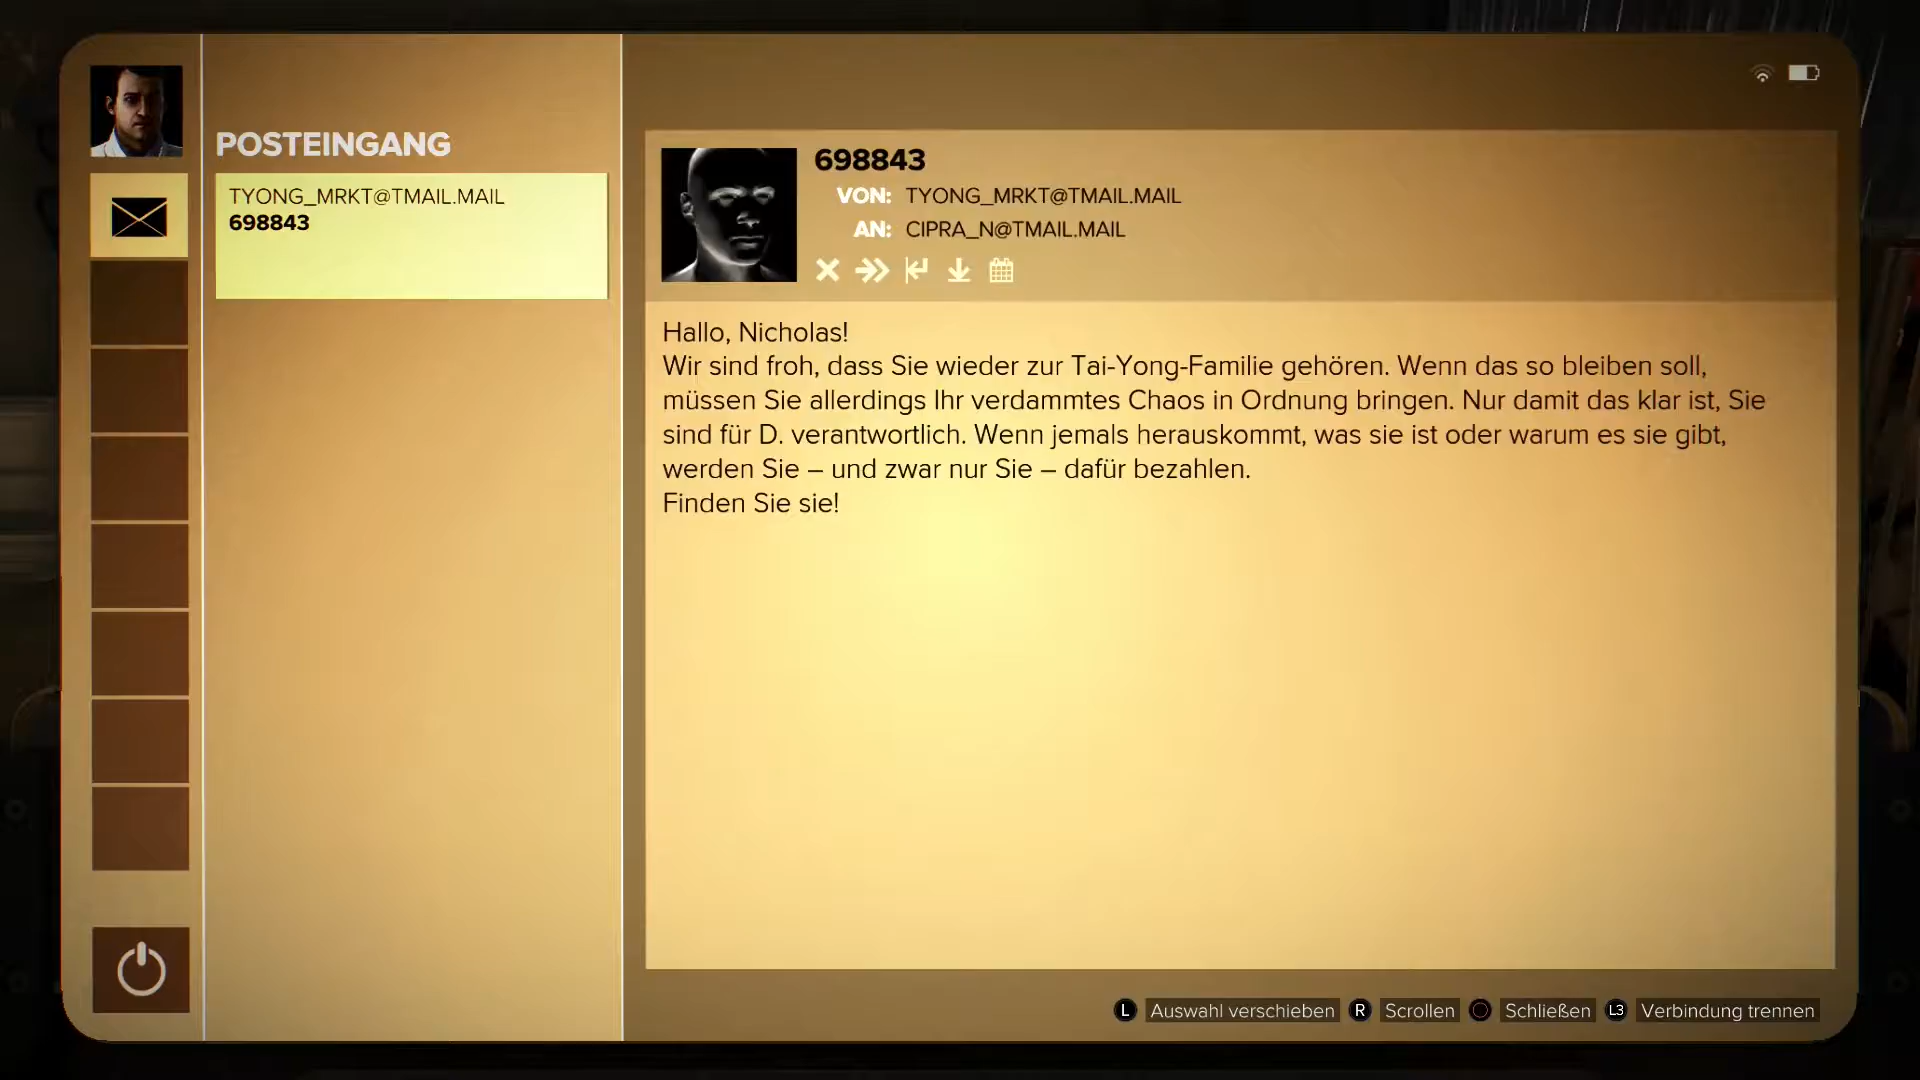 POSTEINGANG
TYONG_MRKT@TMAIL.MAIL
698843
698843
VON: TYONG_MRKT@TMAIL.MAIL
AN: CIPRA_N@TMAIL.MAIL
Hallo, Nicholas!
Wir sind froh, dass Sie wieder zur Tai-Yong-Familie gehören. Wenn das so bleiben soll,
müssen Sie allerdings Ihr verdammtes Chaos in Ordnung bringen. Nur damit das klar ist, Sie
sind für D. verantwortlich. Wenn jemals herauskommt, was sie ist oder warum es sie gibt,
werden Sie – und zwar nur Sie – dafür bezahlen.
Finden Sie sie!
L Auswahl verschieben R Scrollen Schließen L3 Verbindung trennen